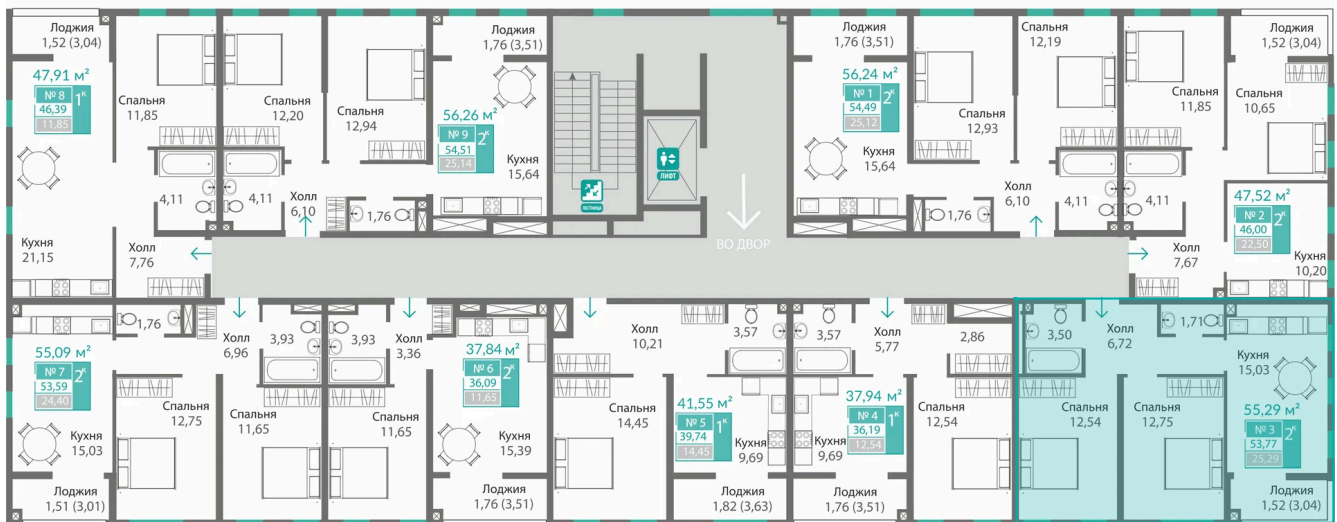 Лоджия
1,52 (3,04)
47,91 м²
№ 8
46,39
11,85
1к
Спальня
11,85
4,11
Кухня
21,15
Холл
7,76
Спальня
12,20
Спальня
12,94
4,11
Холл
6,10
1,76
Лоджия
1,76 (3,51)
56,26 м²
№ 9
54,51
25,14
2к
Кухня
15,64
ЛЕСТНИЦА
ЛИФТ
ВО ДВОР
Лоджия
1,76 (3,51)
56,24 м²
№ 1
54,49
25,12
2к
Кухня
15,64
Спальня
12,93
Спальня
12,19
1,76
Холл
6,10
4,11
Спальня
11,85
4,11
Лоджия
1,52 (3,04)
Спальня
10,65
47,52 м²
№ 2
46,00
22,50
2к
Холл
7,67
Кухня
10,20
1,76
55,09 м²
№ 7
53,59
24,40
2к
Кухня
15,03
Лоджия
1,51 (3,01)
Спальня
12,75
Холл
6,96
3,93
Спальня
11,65
3,93
Холл
3,36
Спальня
11,65
37,84 м²
№ 6
36,09
11,65
2к
Кухня
15,39
Лоджия
1,76 (3,51)
Холл
10,21
3,57
Спальня
14,45
41,55 м²
№ 5
39,74
14,45
1к
Кухня
9,69
Лоджия
1,82 (3,63)
3,57
Холл
5,77
2,86
37,94 м²
№ 4
36,19
12,54
1к
Кухня
9,69
Спальня
12,54
Лоджия
1,76 (3,51)
3,50
Холл
6,72
1,71
Кухня
15,03
Спальня
12,54
Спальня
12,75
55,29 м²
№ 3
53,77
25,29
2к
Лоджия
1,52 (3,04)